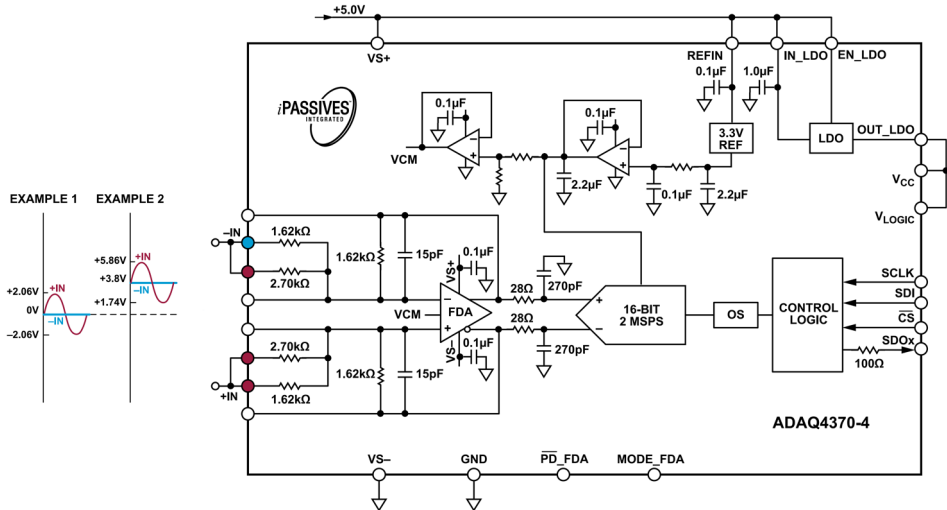 +5.0V
VS+
REFIN
IN_LDO
EN_LDO
iPASSIVES
INTEGRATED
0.1µF
0.1µF
0.1µF
1.0µF
3.3V
REF
LDO
OUT_LDO
VCM
2.2µF
0.1µF
2.2µF
VCC
VLOGIC
EXAMPLE 1
EXAMPLE 2
+5.86V
+IN
+3.8V
–IN
+1.74V
+2.06V
+IN
0V
–IN
–2.06V
–IN
1.62kΩ
2.70kΩ
1.62kΩ
15pF
VS+
0.1µF
28Ω
270pF
VCM
–
+
FDA
28Ω
+
–
16-BIT
2 MSPS
OS
CONTROL
LOGIC
SCLK
SDI
CS
SDOx
100Ω
VS–
0.1µF
270pF
2.70kΩ
1.62kΩ
15pF
+IN
1.62kΩ
ADAQ4370-4
VS–
GND
PD_FDA
MODE_FDA